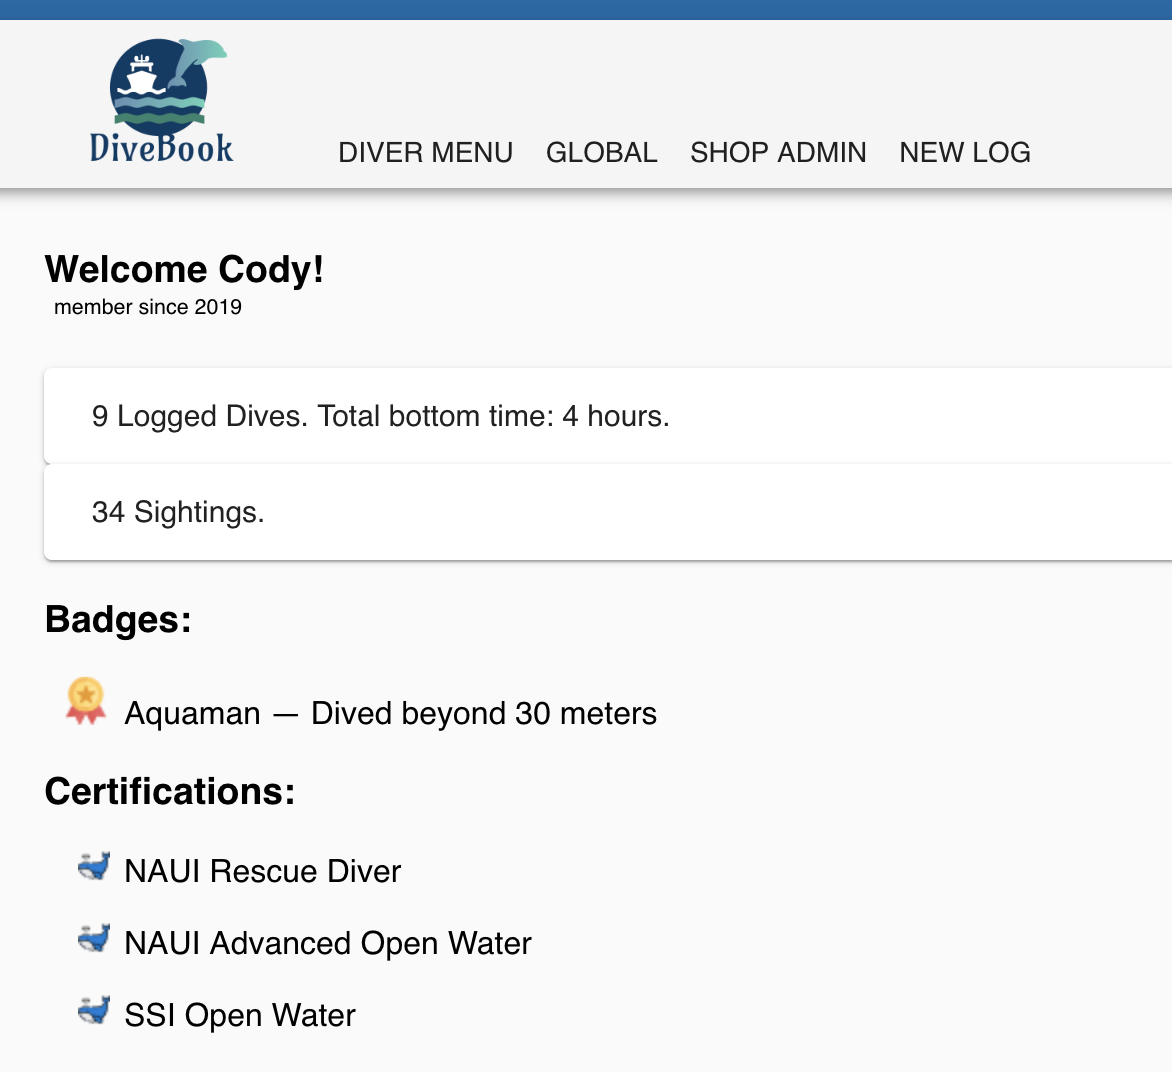 DiveBook
DIVER MENU GLOBAL SHOP ADMIN NEW LOG
Welcome Cody!
member since 2019
9 Logged Dives. Total bottom time: 4 hours.
34 Sightings.
Badges:
Aquaman — Dived beyond 30 meters
Certifications:
NAUI Rescue Diver
NAUI Advanced Open Water
SSI Open Water